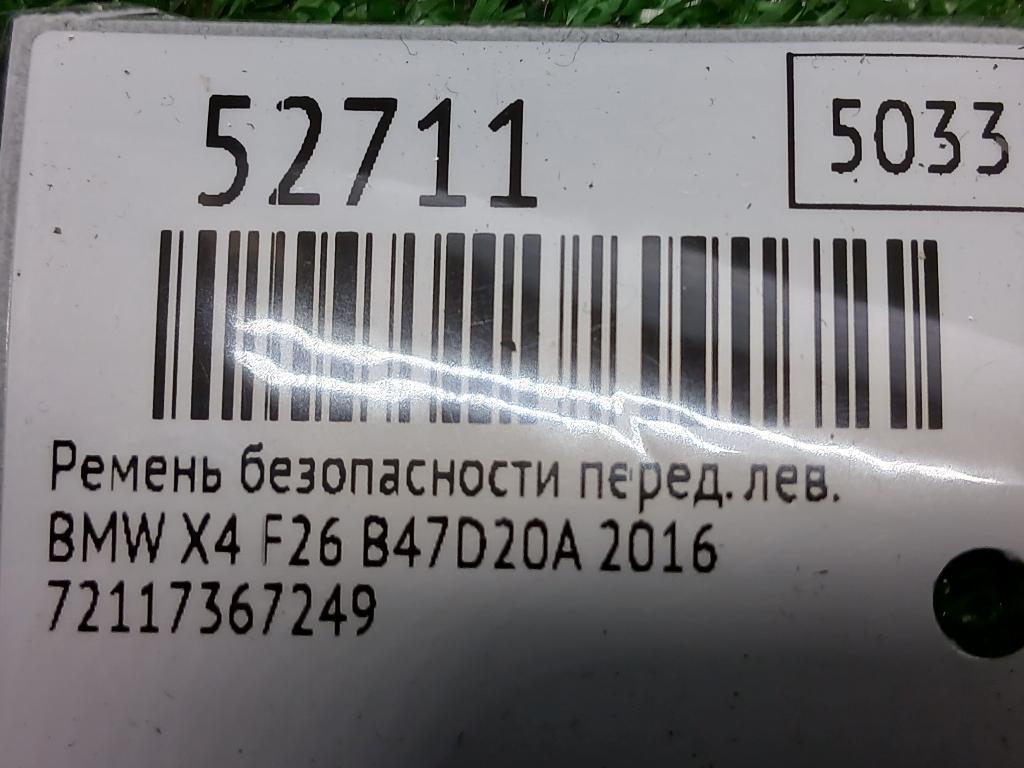 52711
5033
Ремень безопасности перед. лев.
BMW X4 F26 B47D20A 2016
72117367249